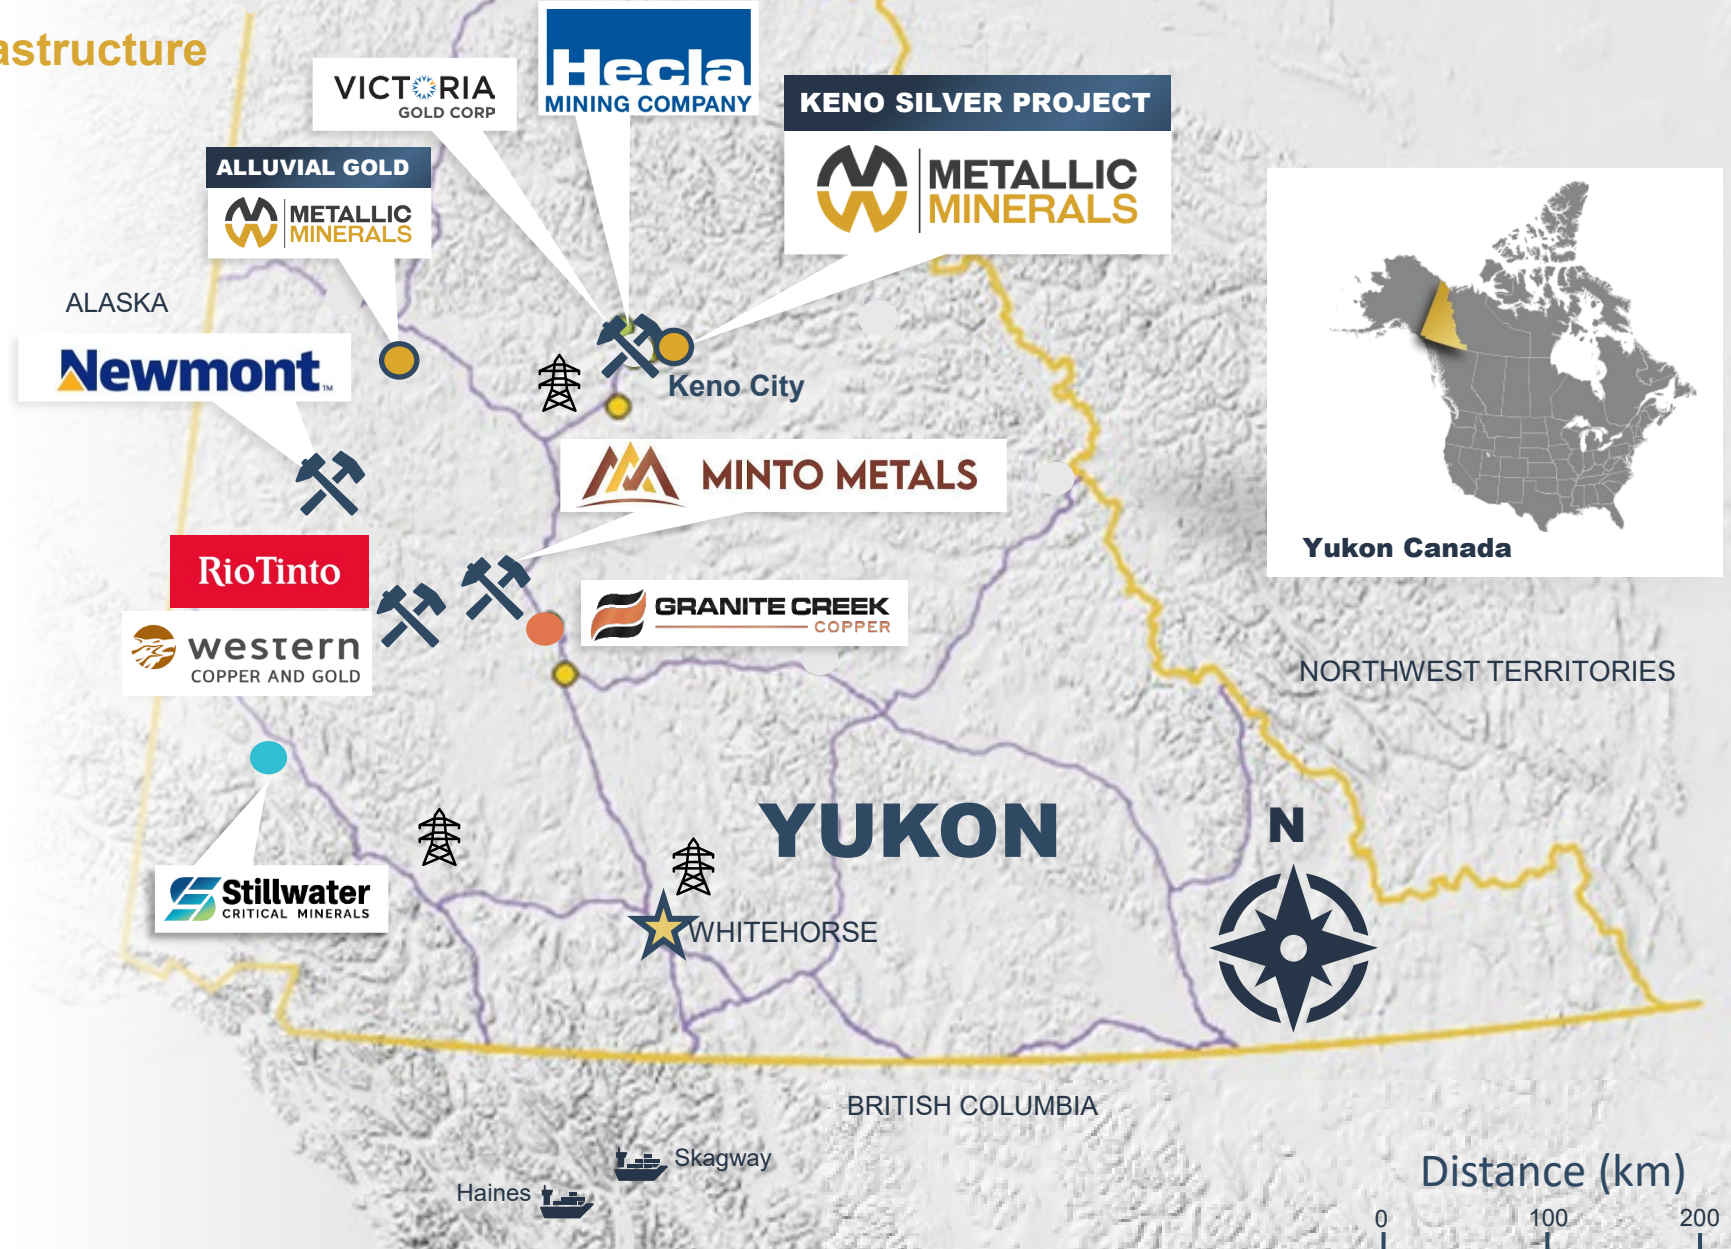 astructure
VICTORIA
GOLD CORP
Hecla
MINING COMPANY
KENO SILVER PROJECT
METALLIC
MINERALS
ALLUVIAL GOLD
METALLIC
MINERALS
ALASKA
Newmont™
Keno City
MINTO METALS
Yukon Canada
RioTinto
GRANITE CREEK
COPPER
western
COPPER AND GOLD
NORTHWEST TERRITORIES
YUKON
N
Stillwater
CRITICAL MINERALS
WHITEHORSE
BRITISH COLUMBIA
Skagway
Haines
Distance (km)
0 100 200